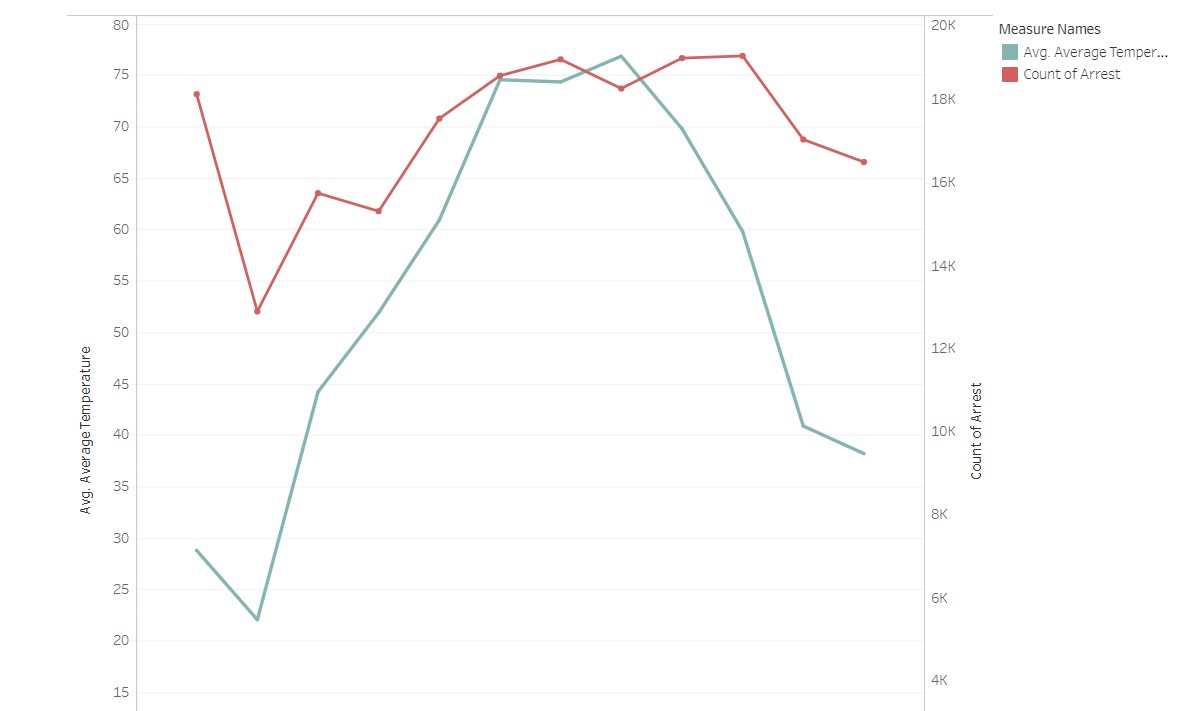 80
75
70
65
60
55
50
45
40
35
30
25
20
15
Avg. Average Temperature
20K
18K
16K
14K
12K
10K
8K
6K
4K
Count of Arrest
Measure Names
Avg. Average Temper...
Count of Arrest